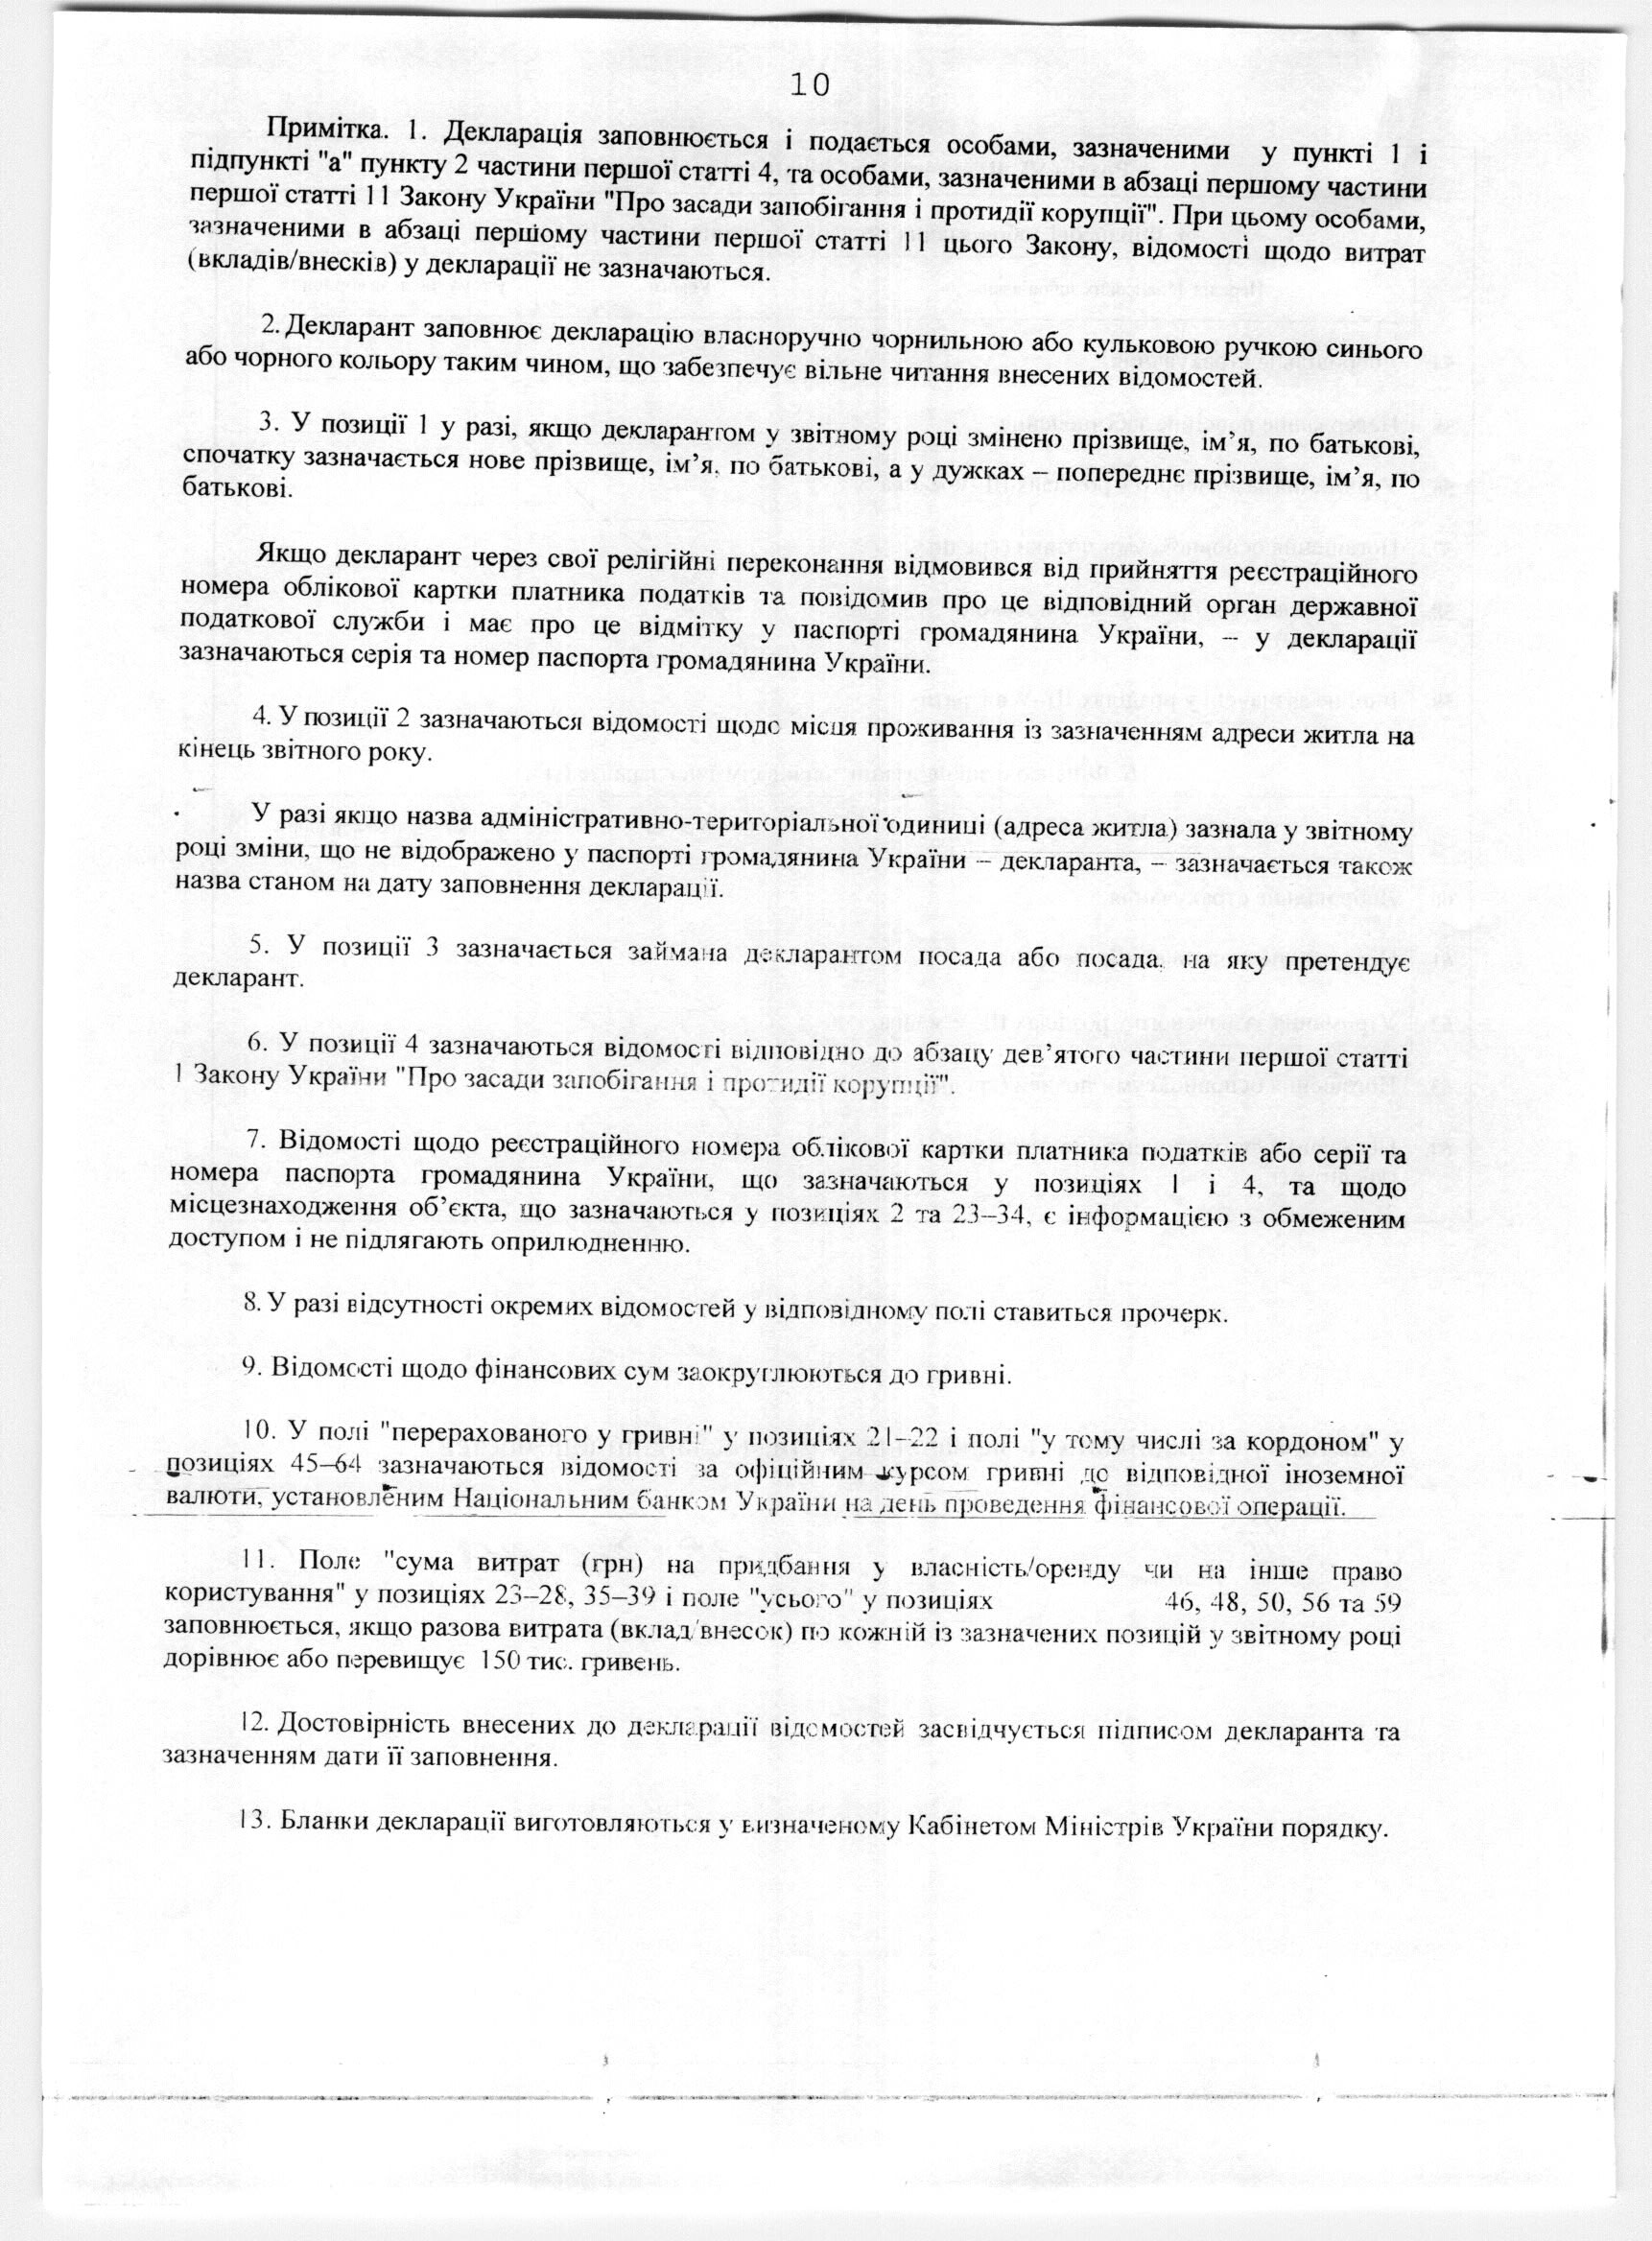 10
Примітка. 1. Декларація заповнюється і подається особами, зазначеними у пункті 1 і
підпункті "а" пункту 2 частини першої статті 4, та особами, зазначеними в абзаці першому частини
першої статті 11 Закону України "Про засади запобігання і протидії корупції". При цьому особами,
зазначеними в абзаці першому частини першої статті 11 цього Закону, відомості щодо витрат
(вкладів/внесків) у декларації не зазначаються.
2. Декларант заповнює декларацію власноручно чорнильною або кульковою ручкою синього
або чорного кольору таким чином, що забезпечує вільне читання внесених відомостей.
3. У позиції 1 у разі, якщо декларантом у звітному році змінено прізвище, ім’я, по батькові,
спочатку зазначається нове прізвище, ім’я, по батькові, а у дужках – попереднє прізвище, ім’я, по
батькові.
Якщо декларант через свої релігійні переконання відмовився від прийняття реєстраційного
номера облікової картки платника податків та повідомив про це відповідний орган державної
податкової служби і має про це відмітку у паспорті громадянина України, – у декларації
зазначаються серія та номер паспорта громадянина України.
4. У позиції 2 зазначаються відомості щодо місця проживання із зазначенням адреси житла на
кінець звітного року.
У разі якщо назва адміністративно-територіальної одиниці (адреса житла) зазнала у звітному
році зміни, що не відображено у паспорті громадянина України – декларанта, – зазначається також
назва станом на дату заповнення декларації.
5. У позиції 3 зазначається займана декларантом посада або посада, на яку претендує
декларант.
6. У позиції 4 зазначаються відомості відповідно до абзацу дев’ятого частини першої статті
1 Закону України "Про засади запобігання і протидії корупції".
7. Відомості щодо реєстраційного номера облікової картки платника податків або серії та
номера паспорта громадянина України, що зазначаються у позиціях 1 і 4, та щодо
місцезнаходження об’єкта, що зазначаються у позиціях 2 та 23–34, є інформацією з обмеженим
доступом і не підлягають оприлюдненню.
8. У разі відсутності окремих відомостей у відповідному полі ставиться прочерк.
9. Відомості щодо фінансових сум заокруглюються до гривні.
10. У полі "перерахованого у гривні" у позиціях 21–22 і полі "у тому числі за кордоном" у
позиціях 45–64 зазначаються відомості за офіційним курсом гривні до відповідної іноземної
валюти, установленим Національним банком України на день проведення фінансової операції.
11. Поле "сума витрат (грн) на придбання у власність/оренду чи на інше право
користування" у позиціях 23–28, 35–39 і поле "усього" у позиціях 46, 48, 50, 56 та 59
заповнюється, якщо разова витрата (вклад/внесок) по кожній із зазначених позицій у звітному році
дорівнює або перевищує 150 тис. гривень.
12. Достовірність внесених до декларації відомостей засвідчується підписом декларанта та
зазначенням дати її заповнення.
13. Бланки декларації виготовляються у визначеному Кабінетом Міністрів України порядку.